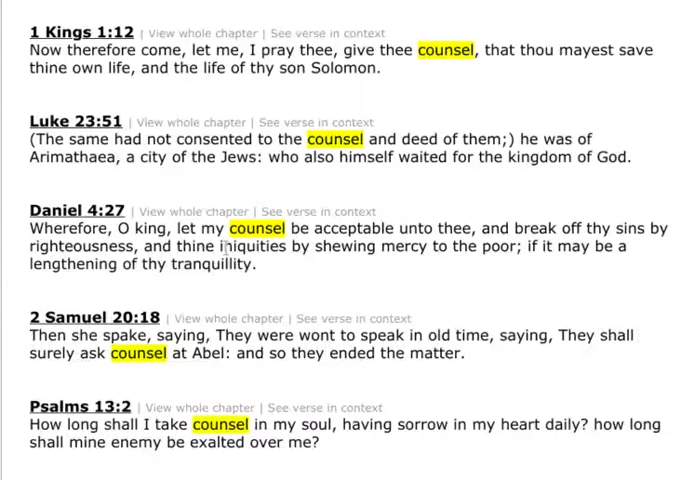 1 Kings 1:12 | View whole chapter | See verse in context
Now therefore come, let me, I pray thee, give thee counsel, that thou mayest save
thine own life, and the life of thy son Solomon.
Luke 23:51 | View whole chapter | See verse in context
(The same had not consented to the counsel and deed of them;) he was of
Arimathaea, a city of the Jews: who also himself waited for the kingdom of God.
Daniel 4:27 | View whole chapter | See verse in context
Wherefore, O king, let my counsel be acceptable unto thee, and break off thy sins by
righteousness, and thine iniquities by shewing mercy to the poor; if it may be a
lengthening of thy tranquillity.
2 Samuel 20:18 | View whole chapter | See verse in context
Then she spake, saying, They were wont to speak in old time, saying, They shall
surely ask counsel at Abel: and so they ended the matter.
Psalms 13:2 | View whole chapter | See verse in context
How long shall I take counsel in my soul, having sorrow in my heart daily? how long
shall mine enemy be exalted over me?